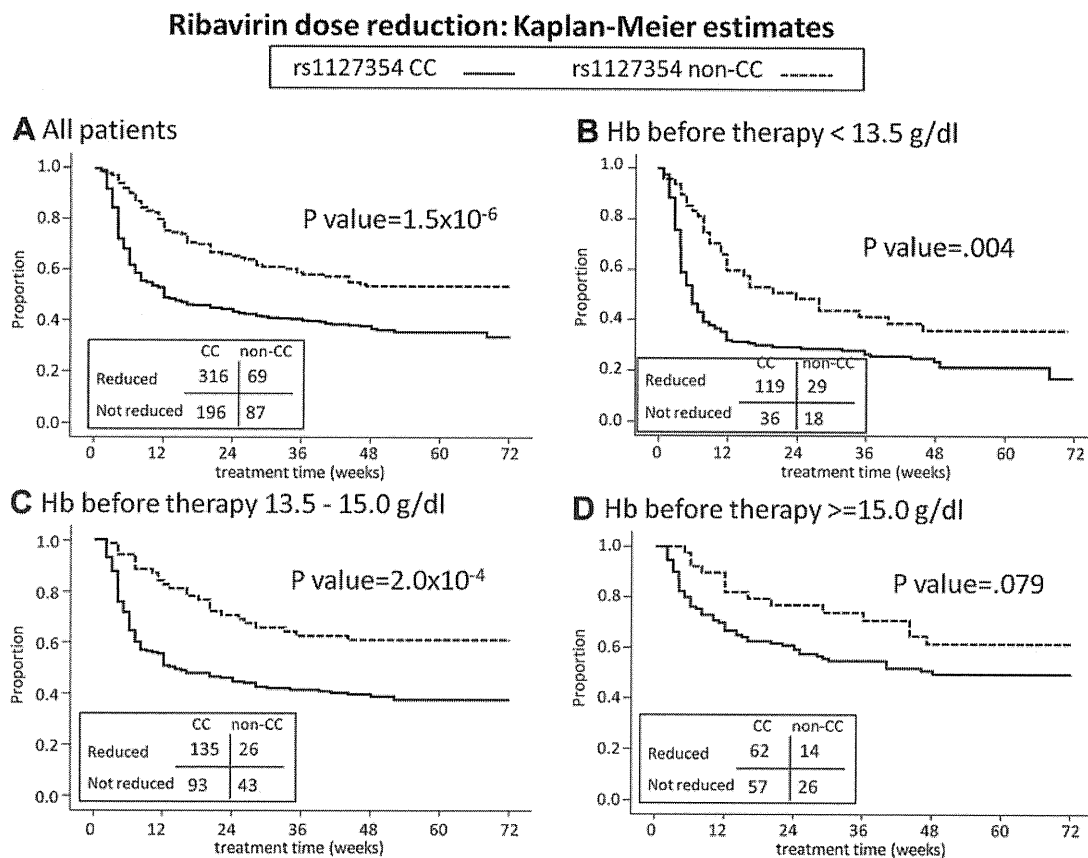 Ribavirin dose reduction: Kaplan-Meier estimates
rs1127354 CC rs1127354 non-CC
A All patients
1.0
0.8
0.6
0.4
0.2
0.0
Proportion
P value=1.5x10-6
CC non-CC
Reduced 316 69
Not reduced 196 87
0 12 24 36 48 60 72
treatment time (weeks)
B Hb before therapy < 13.5 g/dl
1.0
0.8
0.6
0.4
0.2
0.0
Proportion
P value=.004
CC non-CC
Reduced 119 29
Not reduced 36 18
0 12 24 36 48 60 72
treatment time (weeks)
C Hb before therapy 13.5 - 15.0 g/dl
1.0
0.8
0.6
0.4
0.2
0.0
Proportion
P value=2.0x10-4
CC non-CC
Reduced 135 26
Not reduced 93 43
0 12 24 36 48 60 72
treatment time (weeks)
D Hb before therapy >=15.0 g/dl
1.0
0.8
0.6
0.4
0.2
0.0
Proportion
P value=.079
CC non-CC
Reduced 62 14
Not reduced 57 26
0 12 24 36 48 60 72
treatment time (weeks)